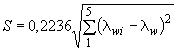 S = 0,2236√(∑₁⁵(λwi − λw)²)